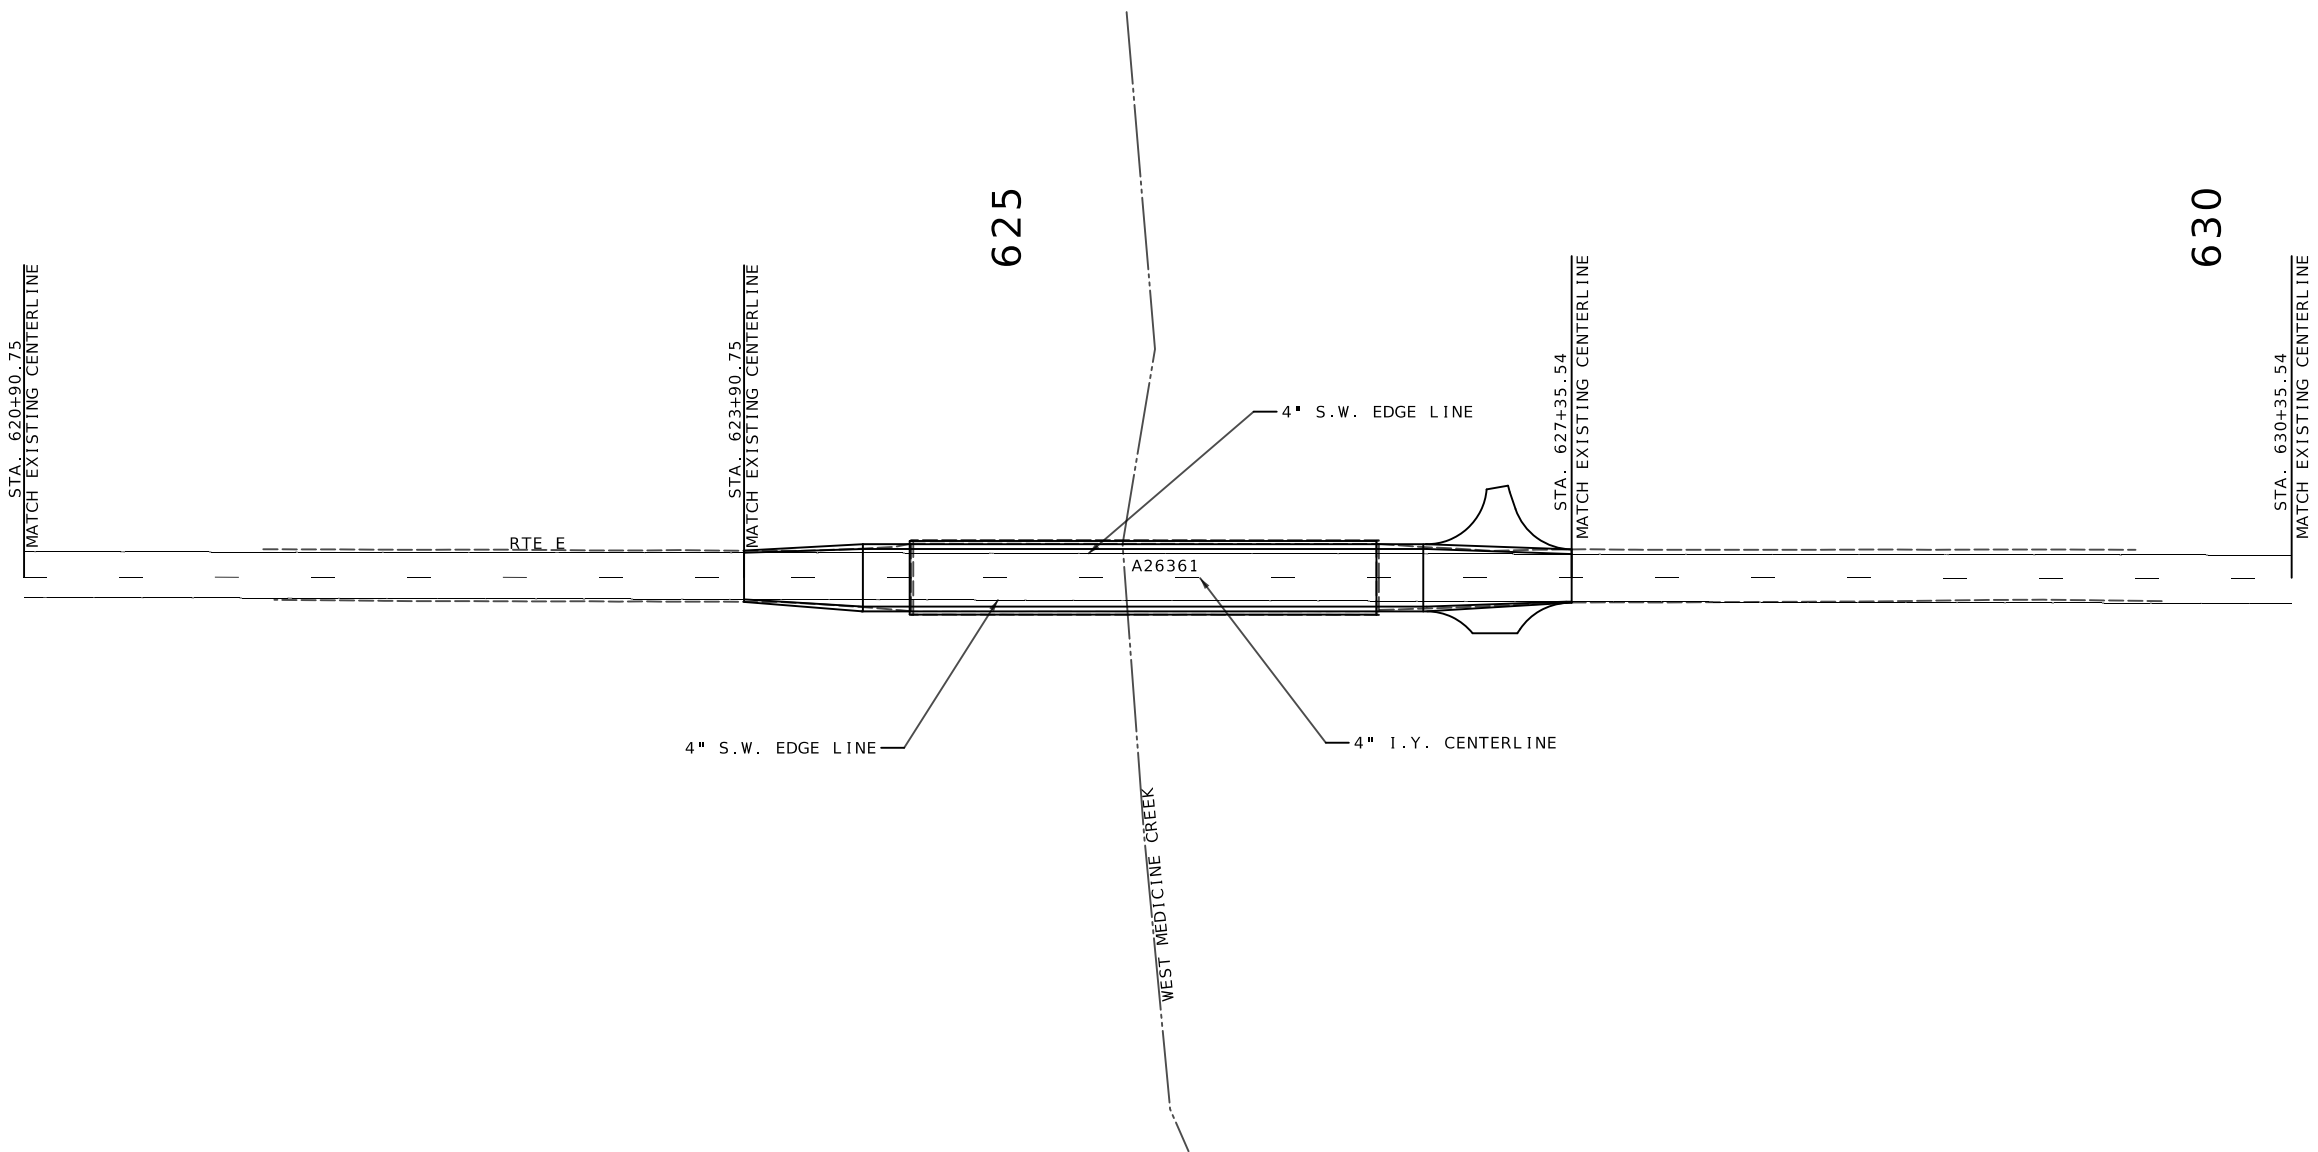 625
630
STA. 620+90.75
MATCH EXISTING CENTERLINE
STA. 623+90.75
MATCH EXISTING CENTERLINE
STA. 627+35.54
MATCH EXISTING CENTERLINE
STA. 630+35.54
MATCH EXISTING CENTERLINE
4" S.W. EDGE LINE
RTE E
A26361
4" S.W. EDGE LINE
4" I.Y. CENTERLINE
WEST MEDICINE CREEK